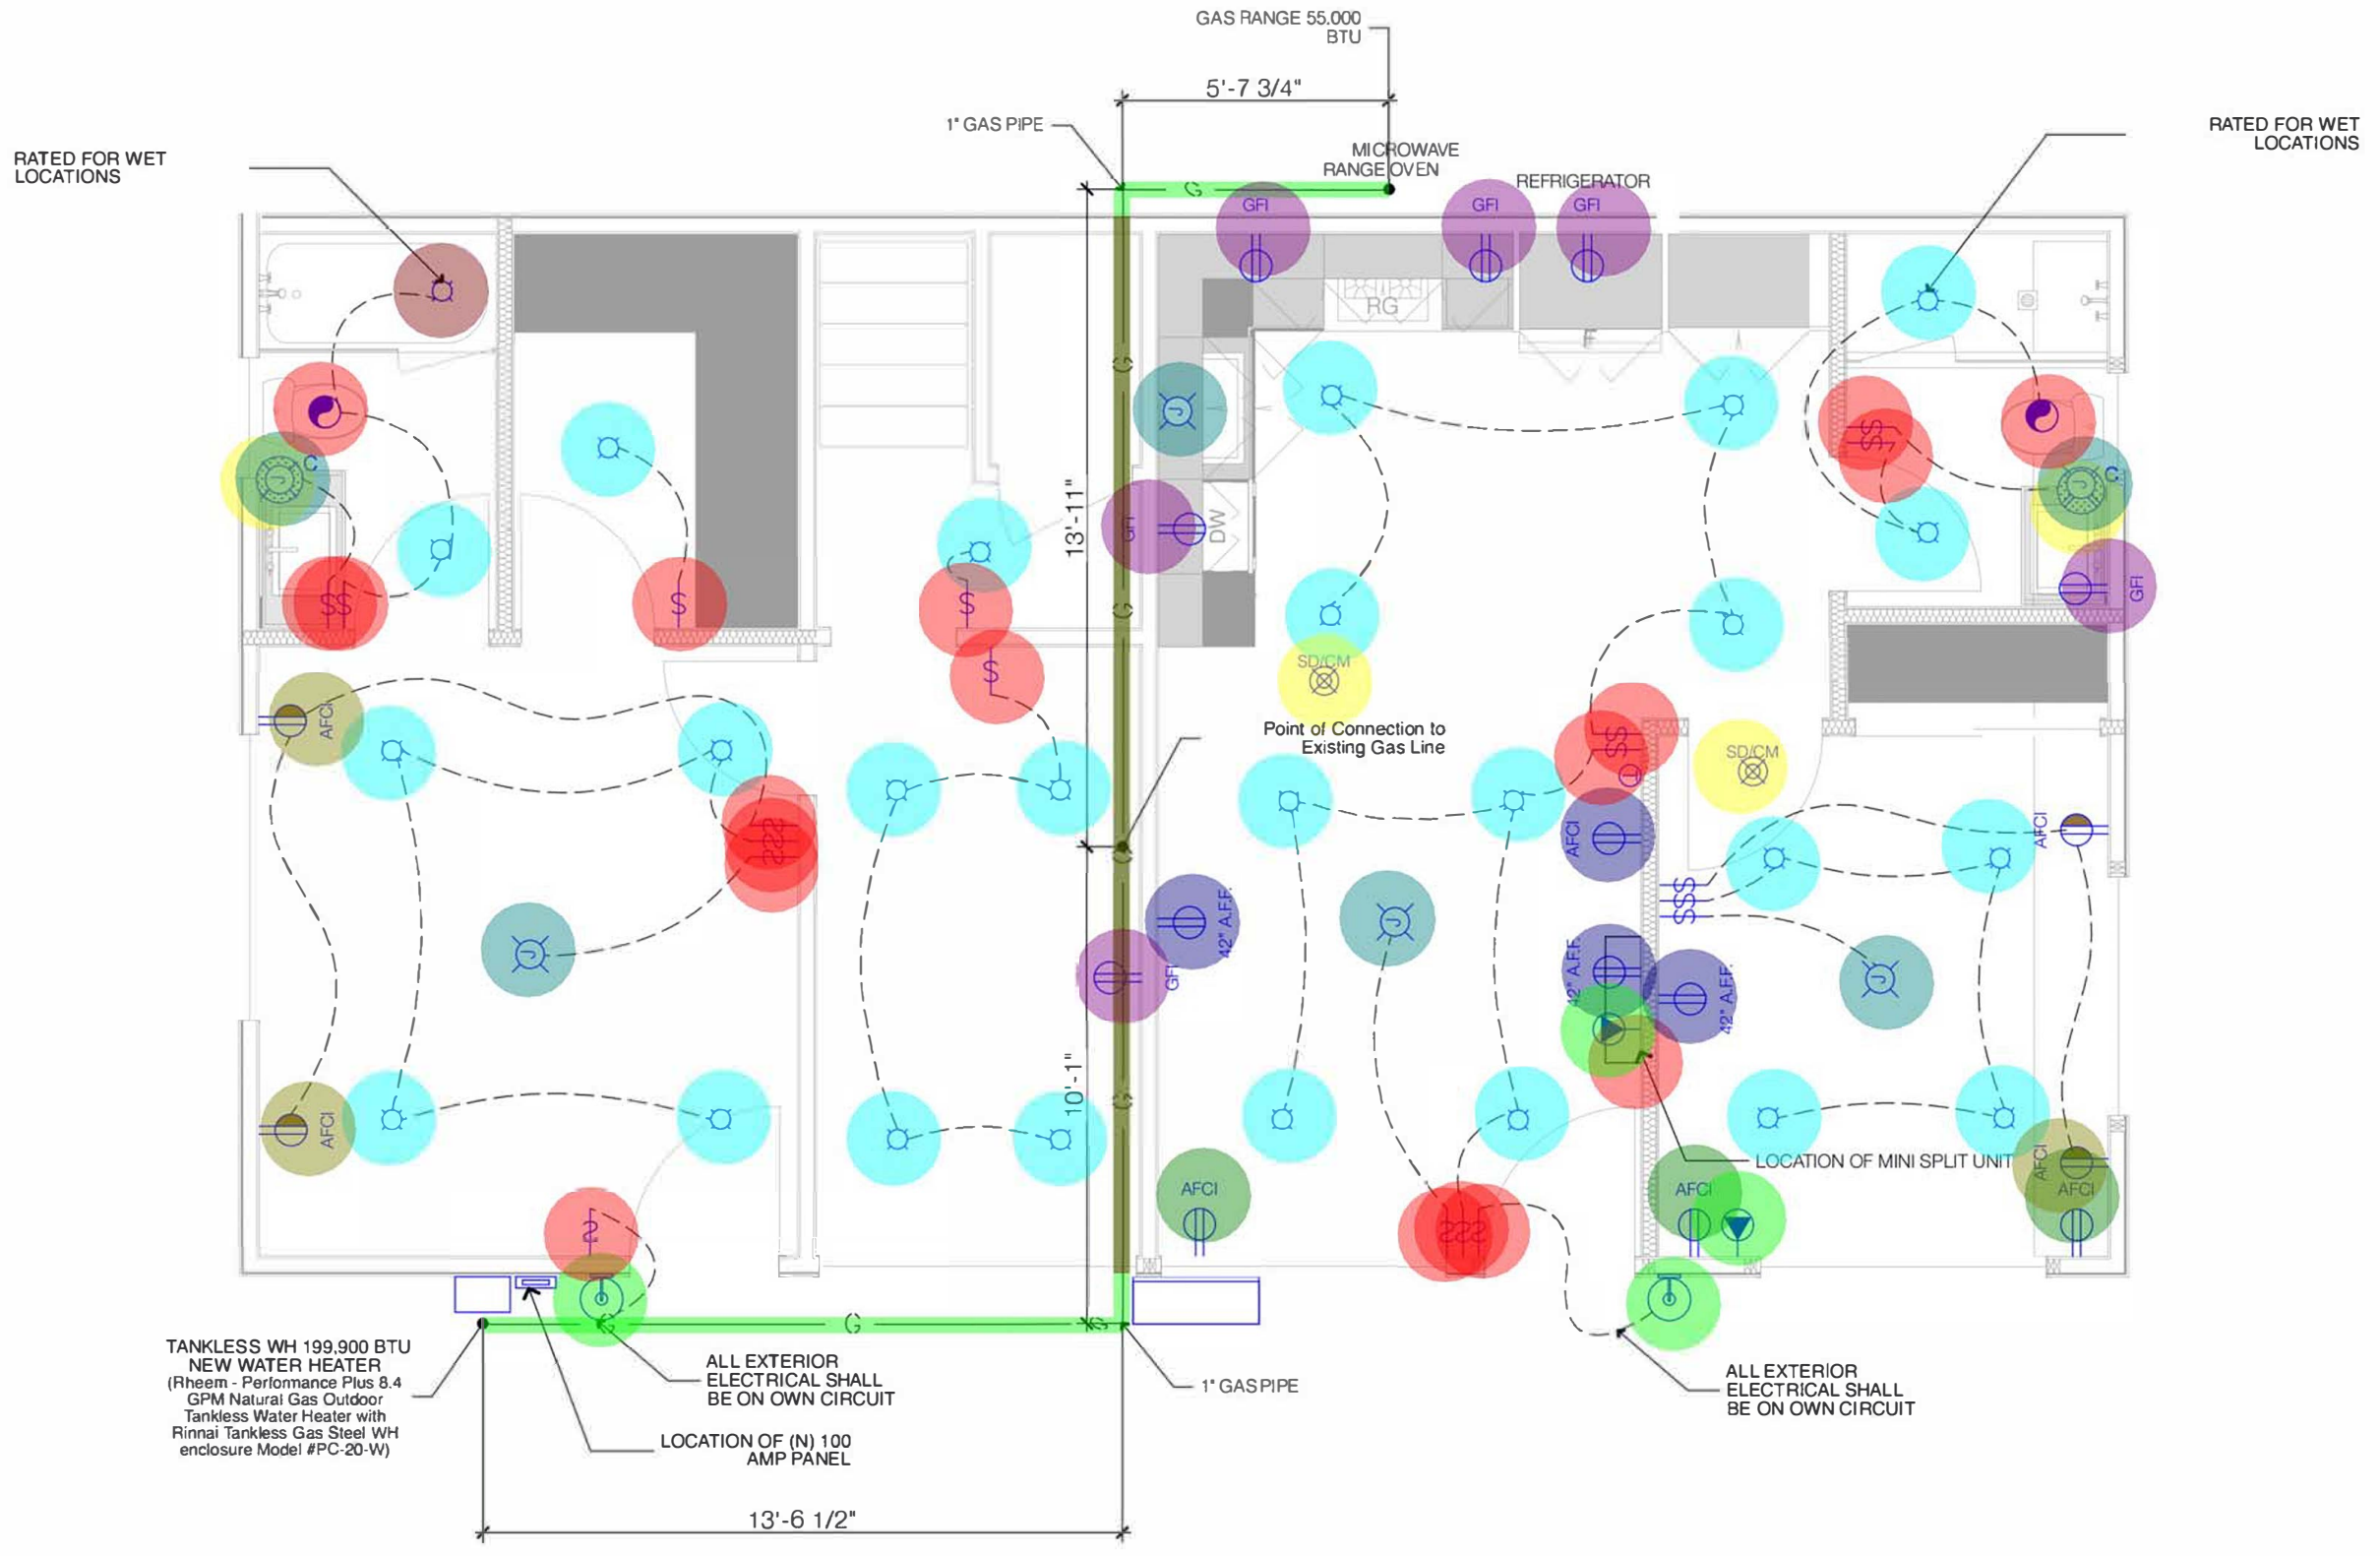 GAS RANGE 55.000
BTU
5'-7 3/4"
1" GAS PIPE
RATED FOR WET
LOCATIONS
RATED FOR WET
LOCATIONS
MICROWAVE
RANGE OVEN
REFRIGERATOR
GFI
GFI
GFI
RG
J
J
C
J
C
13'-11"
GFI
DW
GFI
S
S
S
S
S
S
S
S
SD/CM
AFCI
Point of Connection to
Existing Gas Line
S
S
SD/CM
AFCI
AFCI
S
S
S
S
S
S
42" A.F.F.
J
J
J
42" A.F.F.
42" A.F.F.
GFI
10'-1"
AFCI
AFCI
LOCATION OF MINI SPLIT UNIT
AFCI
AFCI
AFCI
S
S
S
S
G
G
G
G
G
G
G
G
TANKLESS WH 199,900 BTU
NEW WATER HEATER
(Rheem - Performance Plus 8.4
GPM Natural Gas Outdoor
Tankless Water Heater with
Rinnai Tankless Gas Steel WH
enclosure Model #PC-20-W)
ALL EXTERIOR
ELECTRICAL SHALL
BE ON OWN CIRCUIT
1" GAS PIPE
ALL EXTERIOR
ELECTRICAL SHALL
BE ON OWN CIRCUIT
LOCATION OF (N) 100
AMP PANEL
13'-6 1/2"